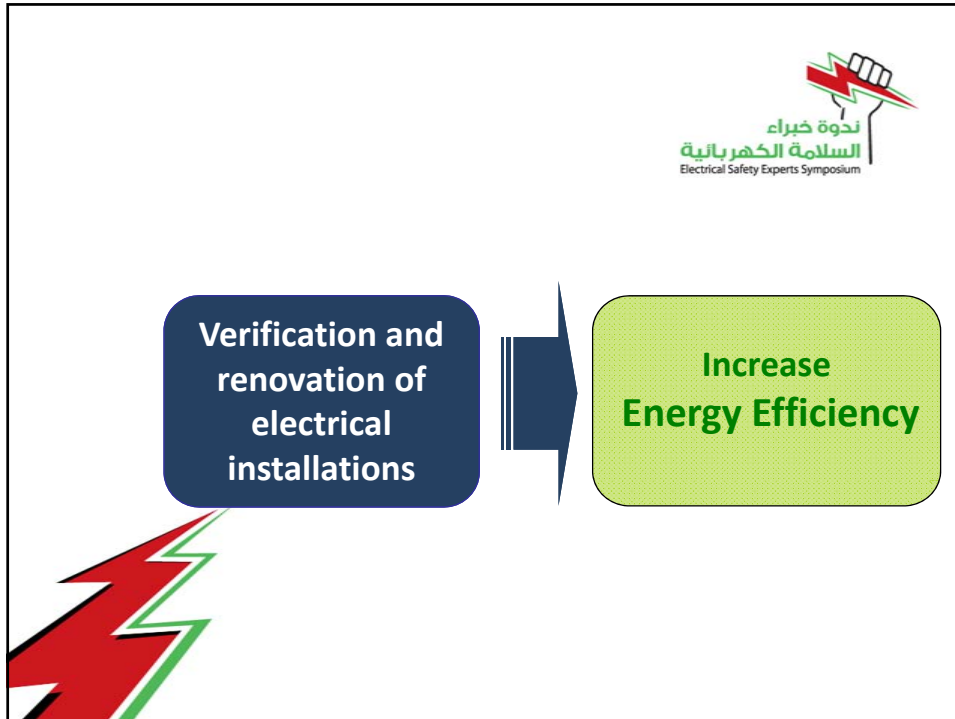 ندوة خبراء
السلامة الكهربائية
Electrical Safety Experts Symposium
Verification and
renovation of
electrical
installations
Increase
Energy Efficiency